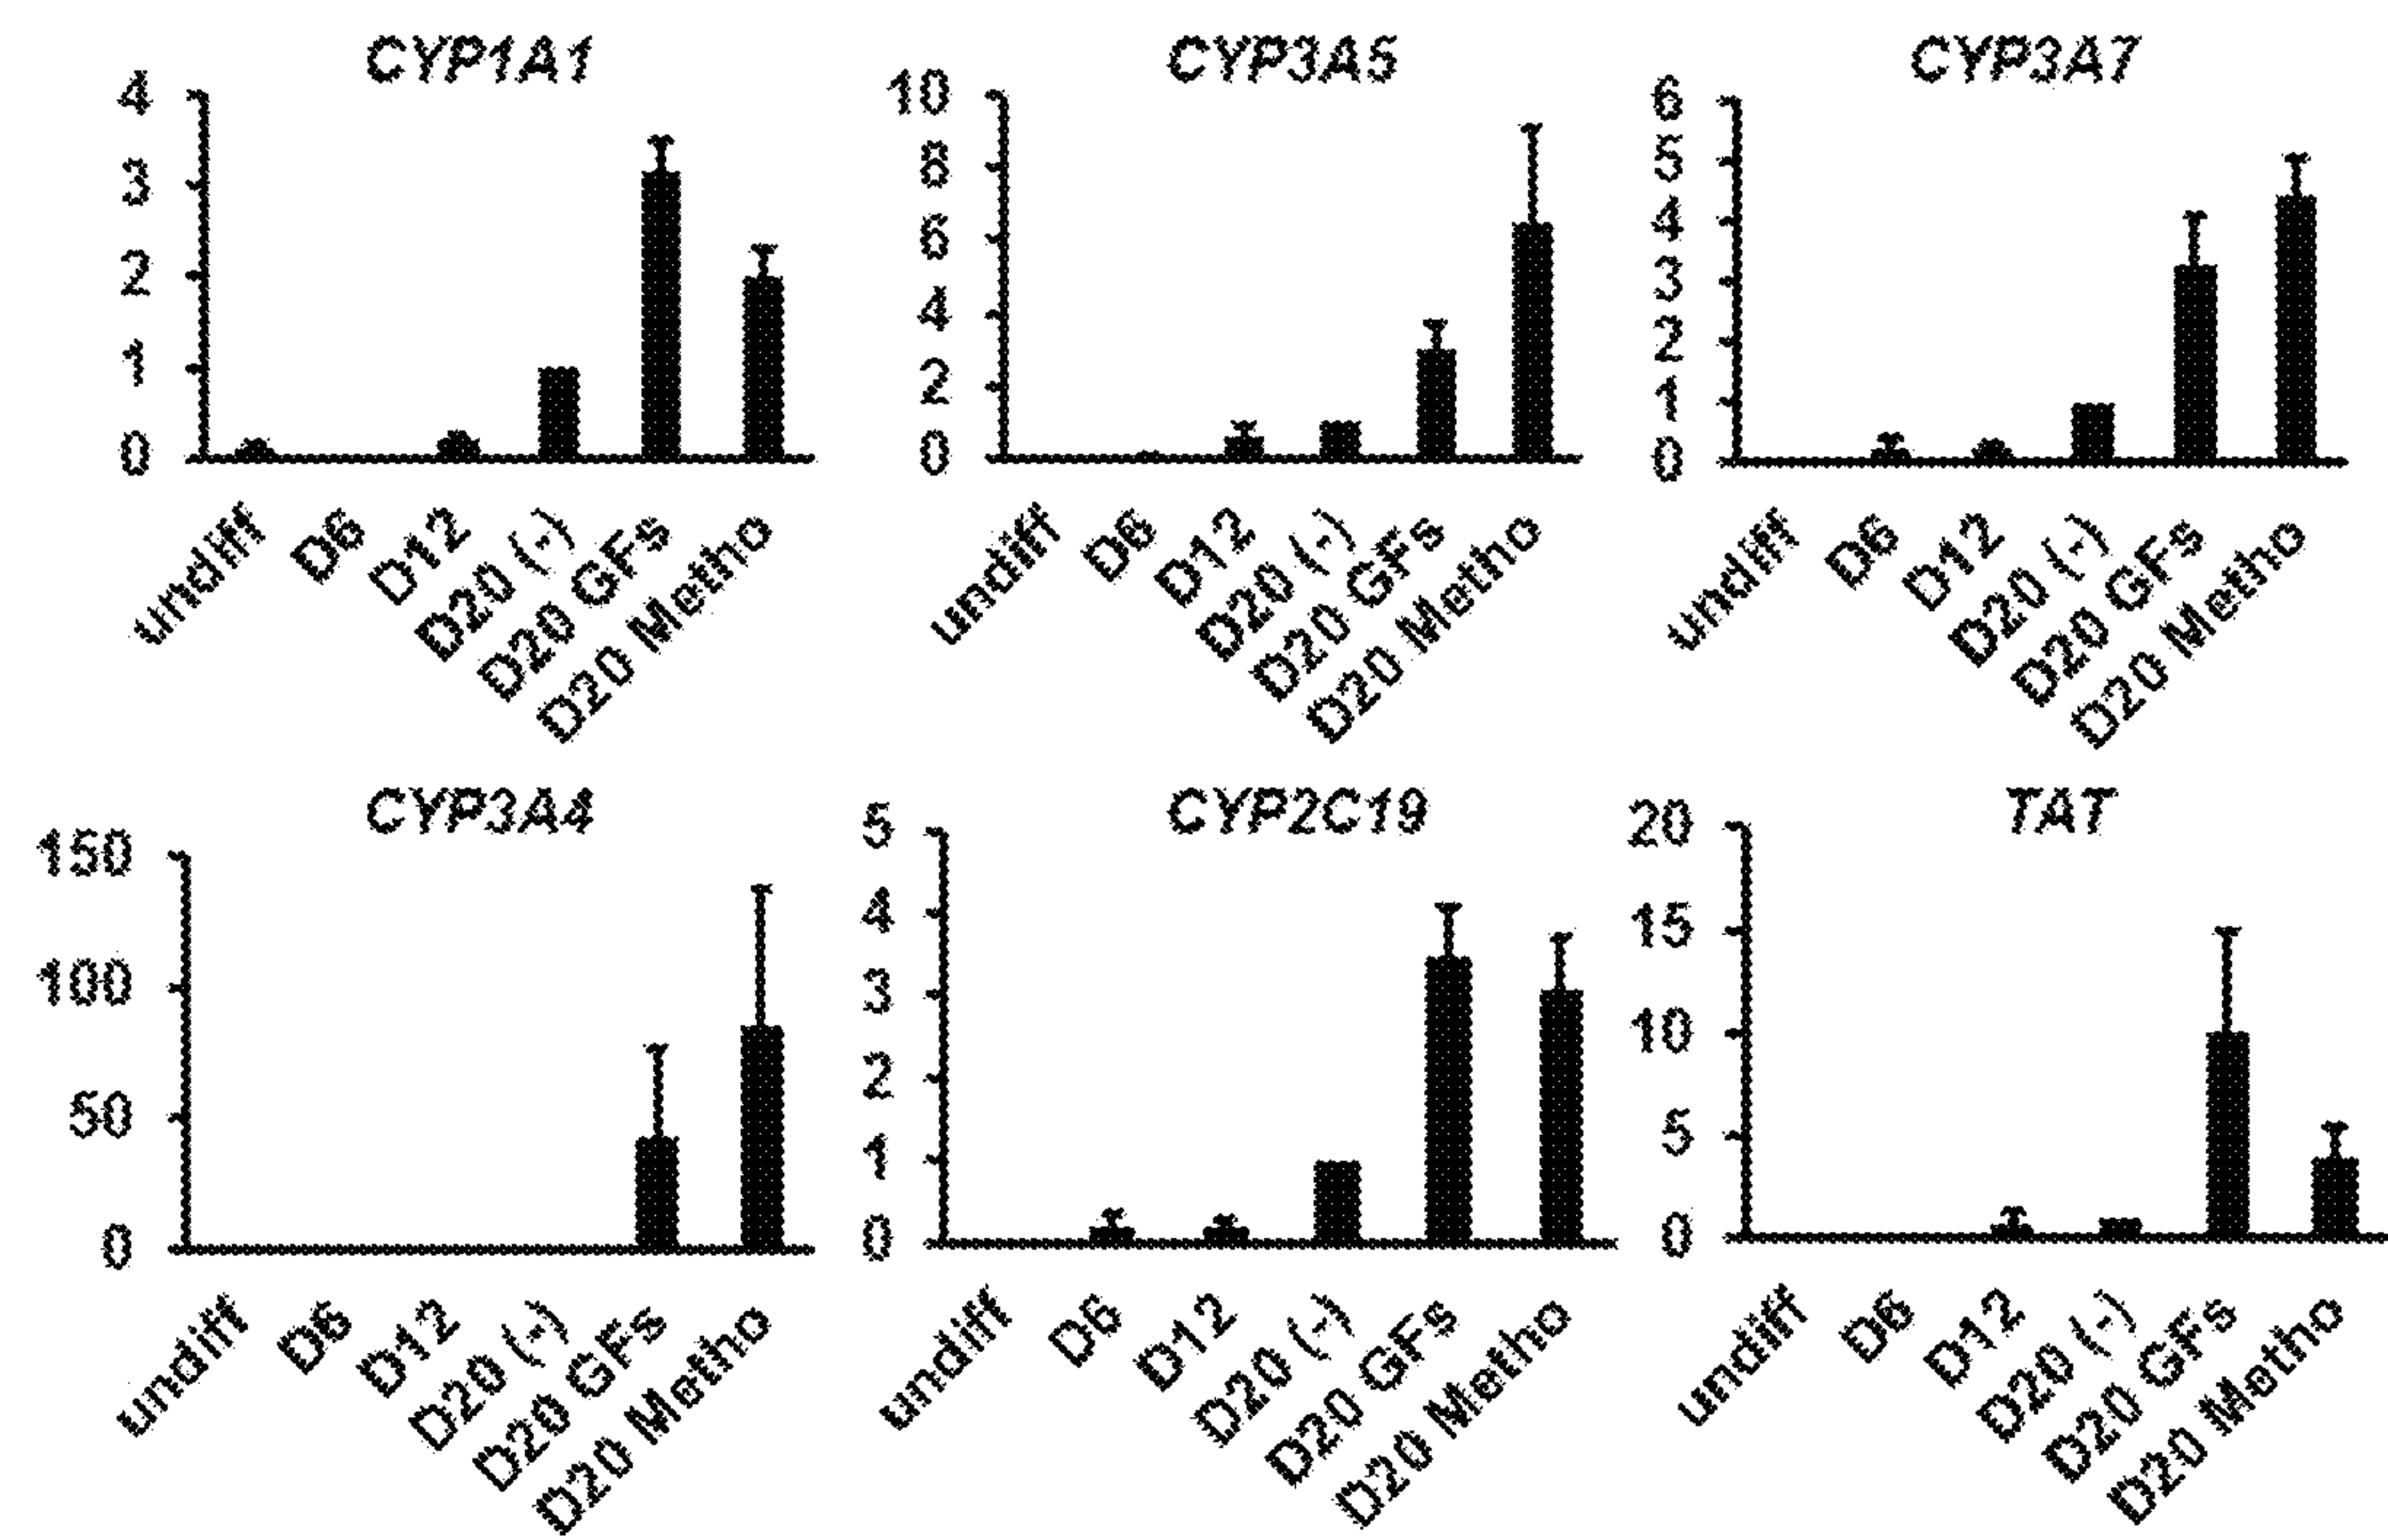 CYP1A1
4
3
2
1
0
undiff
D6
D12
D20 (-)
D20 GFs
D20 Metho
CYP3A5
10
8
6
4
2
0
undiff
D6
D12
D20 (-)
D20 GFs
D20 Metho
CYP3A7
6
5
4
3
2
1
0
undiff
D6
D12
D20 (-)
D20 GFs
D20 Metho
CYP3A4
150
100
50
0
undiff
D6
D12
D20 (-)
D20 GFs
D20 Metho
CYP2C19
5
4
3
2
1
0
undiff
D6
D12
D20 (-)
D20 GFs
D20 Metho
TAT
20
15
10
5
0
undiff
D6
D12
D20 (-)
D20 GFs
D20 Metho